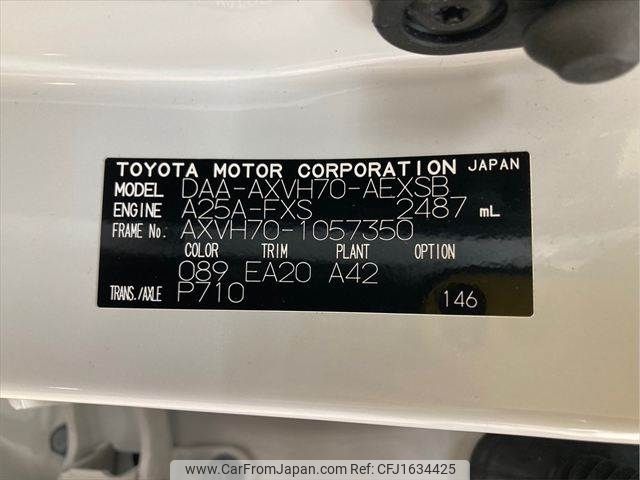 TOYOTA MOTOR CORPORATION JAPAN
MODEL DAA-AXVH70-AEXSB
ENGINE A25A-FXS 2487 mL
FRAME No. AXVH70-1057350
COLOR TRIM PLANT OPTION
089 EA20 A42
TRANS./AXLE P710
146
www.CarFromJapan.com | CarFromJapan | CFJ1634425